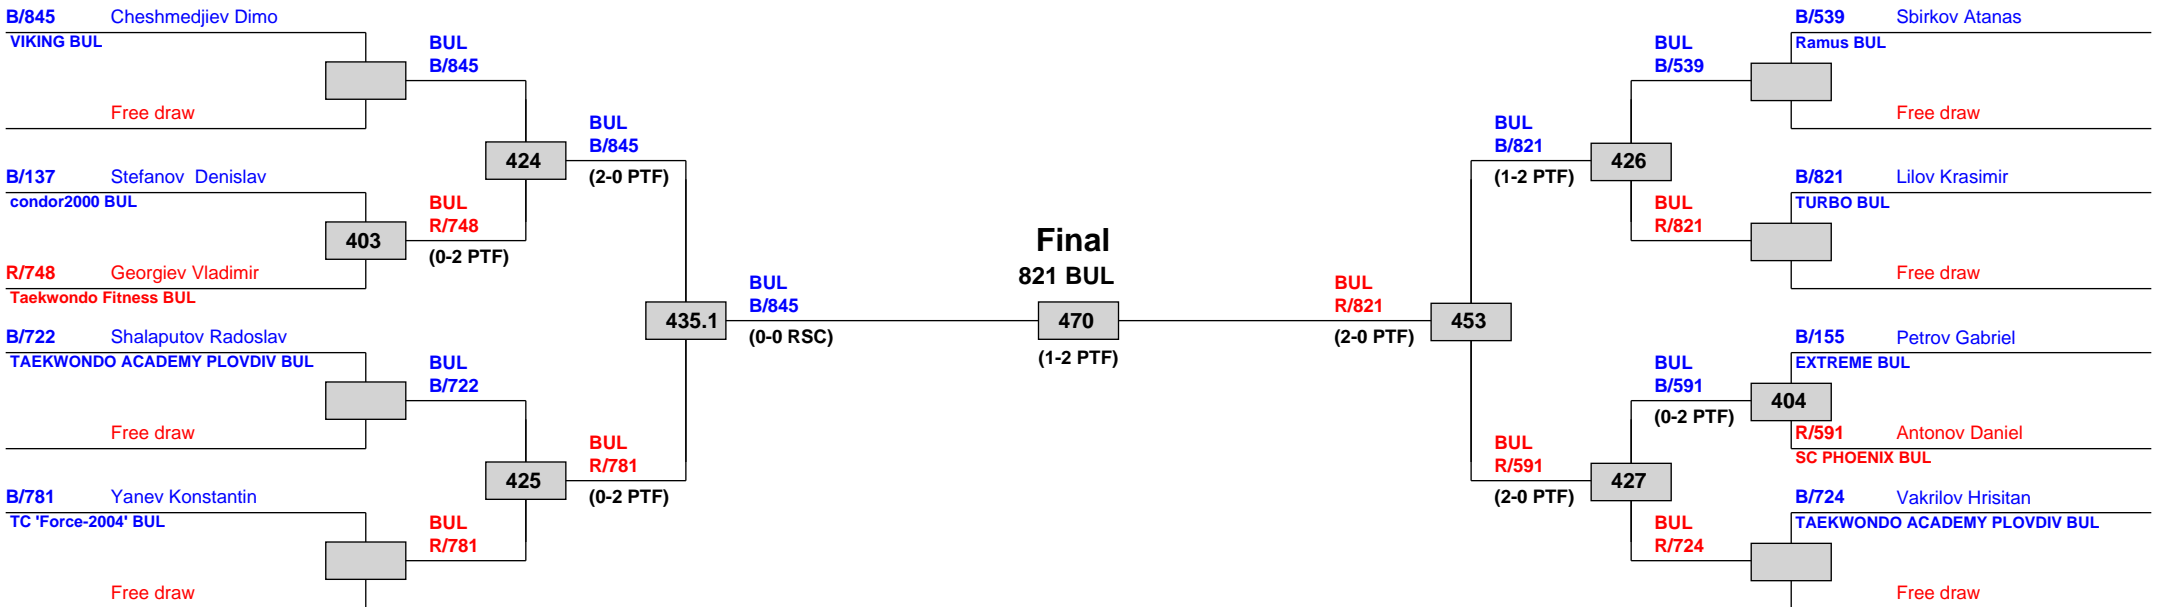 B/845 Cheshmedjiev Dimo
VIKING BUL
Free draw
B/137 Stefanov  Denislav
condor2000 BUL
R/748 Georgiev Vladimir
Taekwondo Fitness BUL
B/722 Shalaputov Radoslav
TAEKWONDO ACADEMY PLOVDIV BUL
Free draw
B/781 Yanev Konstantin
TC 'Force-2004' BUL
Free draw
403
BUL
B/845
BUL
R/748
(0-2 PTF)
BUL
B/722
BUL
R/781
424
425
BUL
B/845
(2-0 PTF)
BUL
R/781
(0-2 PTF)
435.1
BUL
B/845
(0-0 RSC)
Final
821 BUL
470
(1-2 PTF)
BUL
R/821
(2-0 PTF)
453
BUL
B/821
(1-2 PTF)
BUL
R/591
(2-0 PTF)
426
427
BUL
B/539
BUL
R/821
BUL
B/591
(0-2 PTF)
BUL
R/724
404
B/539 Sbirkov Atanas
Ramus BUL
Free draw
B/821 Lilov Krasimir
TURBO BUL
Free draw
B/155 Petrov Gabriel
EXTREME BUL
R/591 Antonov Daniel
SC PHOENIX BUL
B/724 Vakrilov Hrisitan
TAEKWONDO ACADEMY PLOVDIV BUL
Free draw